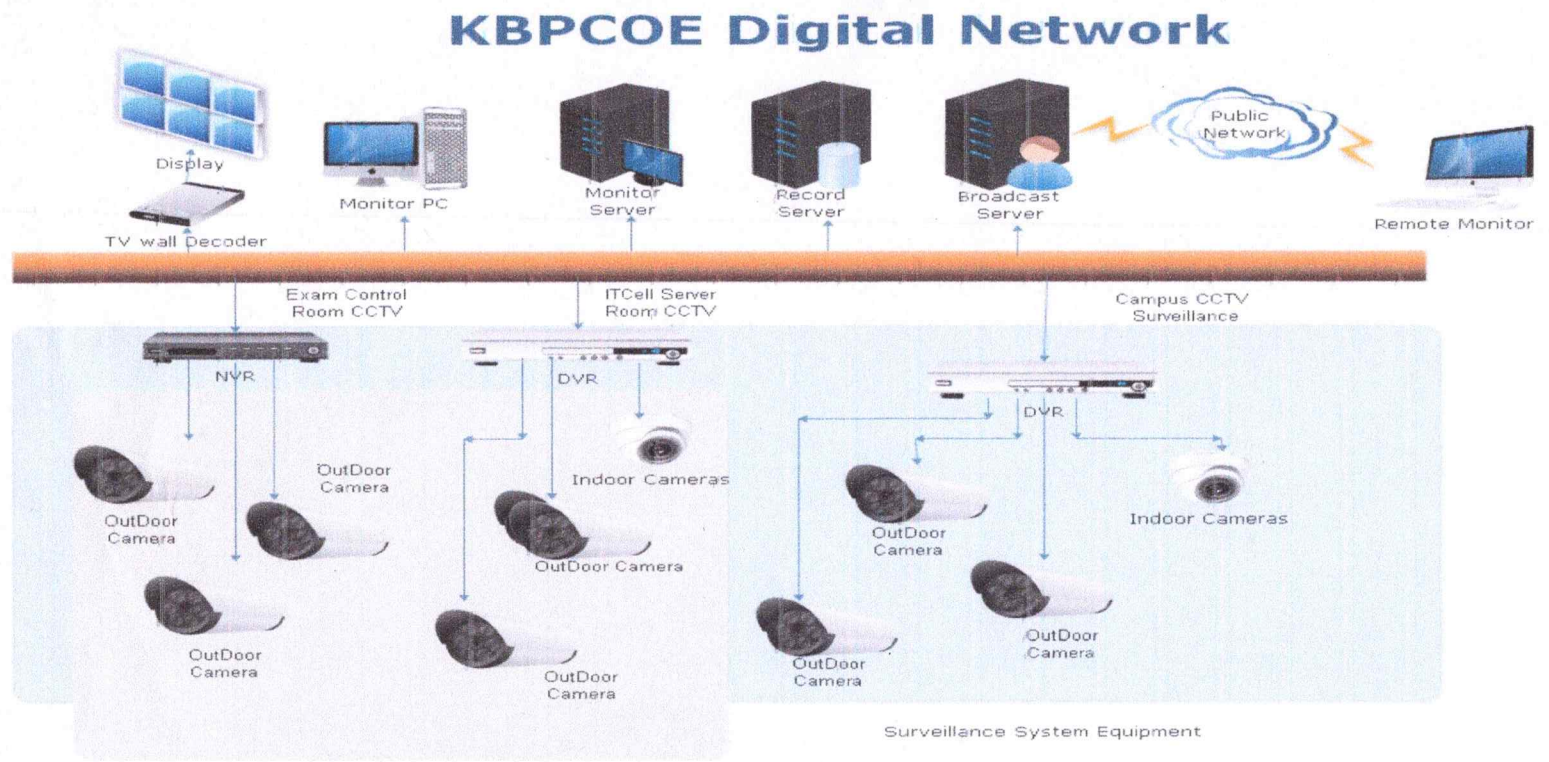 KBPCOE Digital Network
Display
TV wall Decoder
Monitor PC
Monitor
Server
Record
Server
Broadcast
Server
Public
Network
Remote Monitor
Exam Control
Room CCTV
ITCell Server
Room CCTV
Campus CCTV
Surveillance
NVR
DVR
DVR
OutDoor
Camera
OutDoor
Camera
OutDoor
Camera
Indoor Cameras
OutDoor Camera
OutDoor
Camera
OutDoor
Camera
Indoor Cameras
OutDoor
Camera
OutDoor
Camera
Surveillance System Equipment